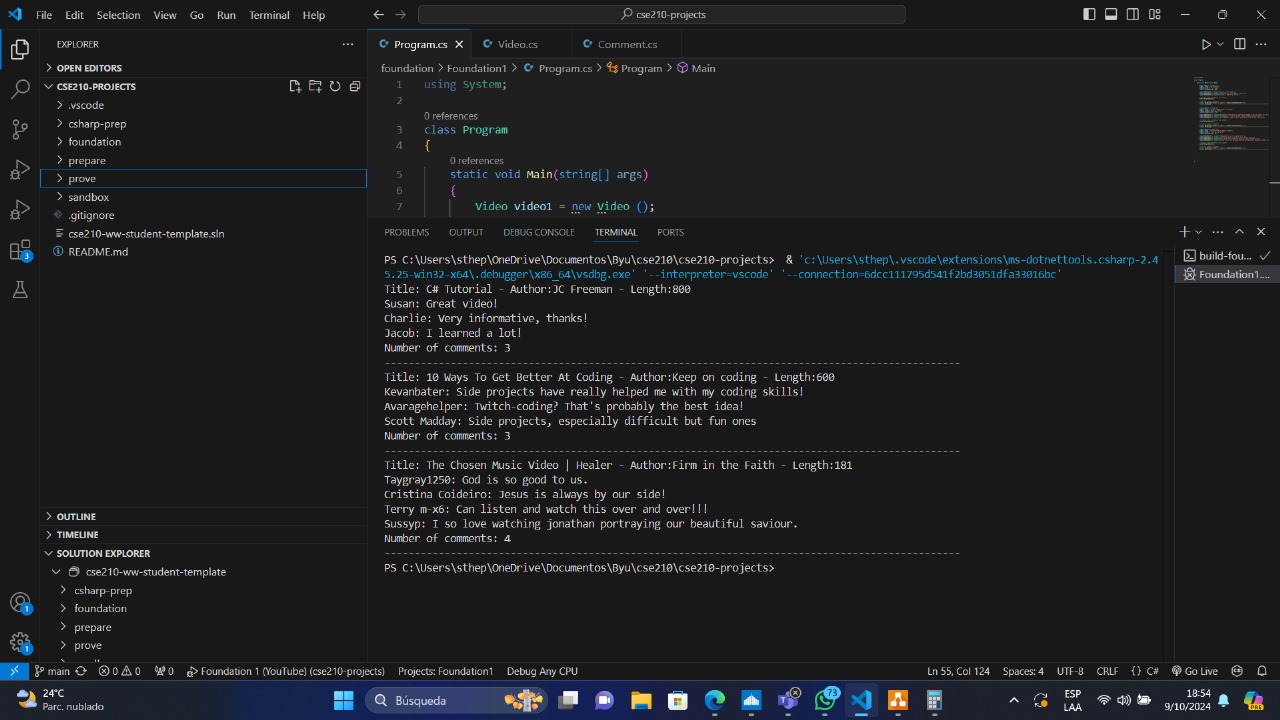 File Edit Selection View Go Run Terminal Help
cse210-projects
EXPLORER
OPEN EDITORS
CSE210-PROJECTS
.vscode
csharp-prep
foundation
prepare
prove
sandbox
.gitignore
cse210-ww-student-template.sln
README.md
OUTLINE
TIMELINE
SOLUTION EXPLORER
cse210-ww-student-template
csharp-prep
foundation
prepare
prove
3
1
1
Program.cs Video.cs Comment.cs
foundation > Foundation1 > Program.cs > Program > Main
1 using System;
2
0 references
3 class Program
4 {
0 references
5 static void Main(string[] args)
6 {
7 Video video1 = new Video ();
PROBLEMS OUTPUT DEBUG CONSOLE TERMINAL PORTS
PS C:\Users\sthep\OneDrive\Documentos\Byu\cse210\cse210-projects> & 'c:\Users\sthep\.vscode\extensions\ms-dotnettools.csharp-2.4
5.25-win32-x64\.debugger\x86_64\vsdbg.exe' '--interpreter=vscode' '--connection=6dcc111795d541f2bd3051dfa33016bc'
Title: C# Tutorial - Author:JC Freeman - Length:800
Susan: Great video!
Charlie: Very informative, thanks!
Jacob: I learned a lot!
Number of comments: 3
------------------------------------------------------------------------------------------------
Title: 10 Ways To Get Better At Coding - Author:Keep on coding - Length:600
Kevanbater: Side projects have really helped me with my coding skills!
Avaragehelper: Twitch-coding? That's probably the best idea!
Scott Madday: Side projects, especially difficult but fun ones
Number of comments: 3
------------------------------------------------------------------------------------------------
Title: The Chosen Music Video | Healer - Author:Firm in the Faith - Length:181
Taygray1250: God is so good to us.
Cristina Coideiro: Jesus is always by our side!
Terry m-x6: Can listen and watch this over and over!!!
Sussyp: I so love watching jonathan portraying our beautiful saviour.
Number of comments: 4
------------------------------------------------------------------------------------------------
PS C:\Users\sthep\OneDrive\Documentos\Byu\cse210\cse210-projects>
build-fou...
Foundation1....
main 0 0 0 Foundation 1 (YouTube) (cse210-projects) Projects: Foundation1 Debug Any CPU Ln 55, Col 124 Spaces: 4 UTF-8 CRLF {} C# Go Live
24°C
Parc. nublado
Búsqueda
73
PRE
ESP
LAA
18:54
9/10/2024